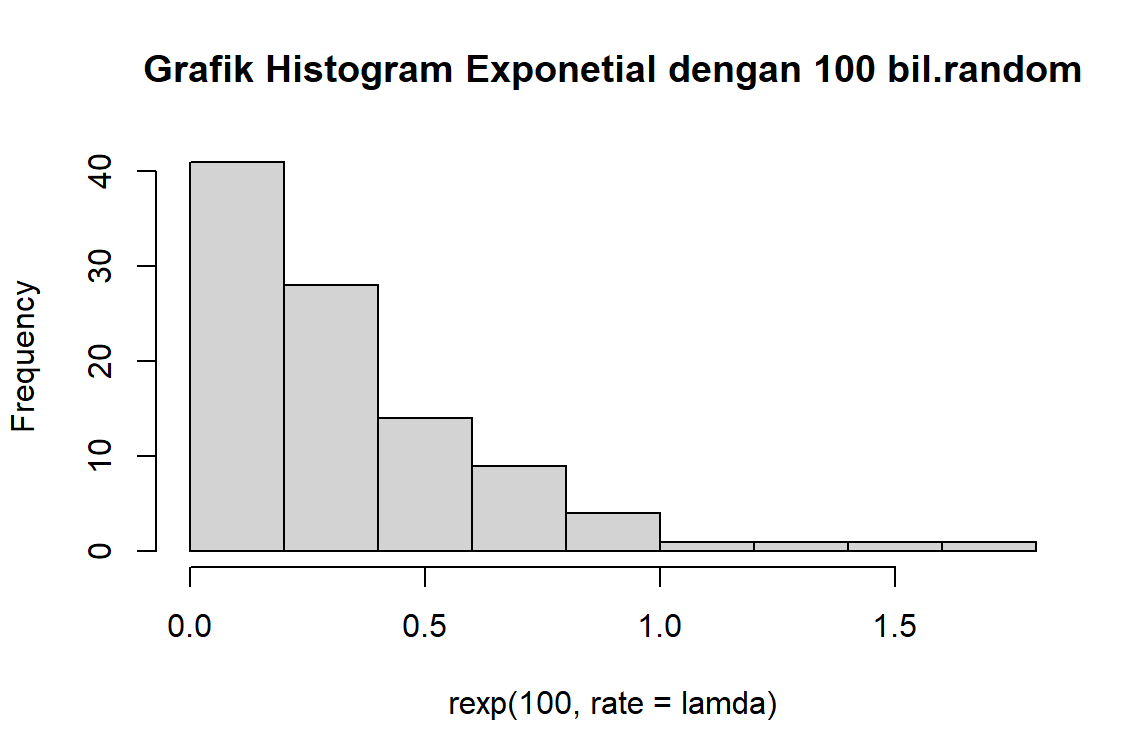 Grafik Histogram Exponetial dengan 100 bil.random
Frequency
40
30
20
10
0
0.0 0.5 1.0 1.5
rexp(100, rate = lamda)